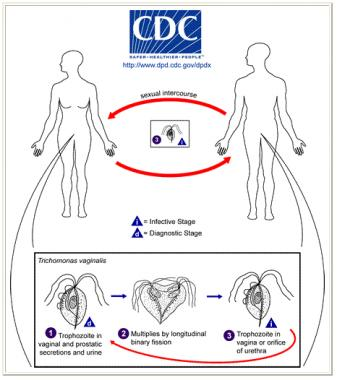 CDC
SAFER • HEALTHIER • PEOPLE™
http://www.dpd.cdc.gov/dpdx
sexual intercourse
3 i
i = Infective Stage
d = Diagnostic Stage
Trichomonas vaginalis
d
i
1 Trophozoite in
vaginal and prostatic
secretions and urine
2 Multiplies by longitudinal
binary fission
3 Trophozoite in
vagina or orifice
of urethra